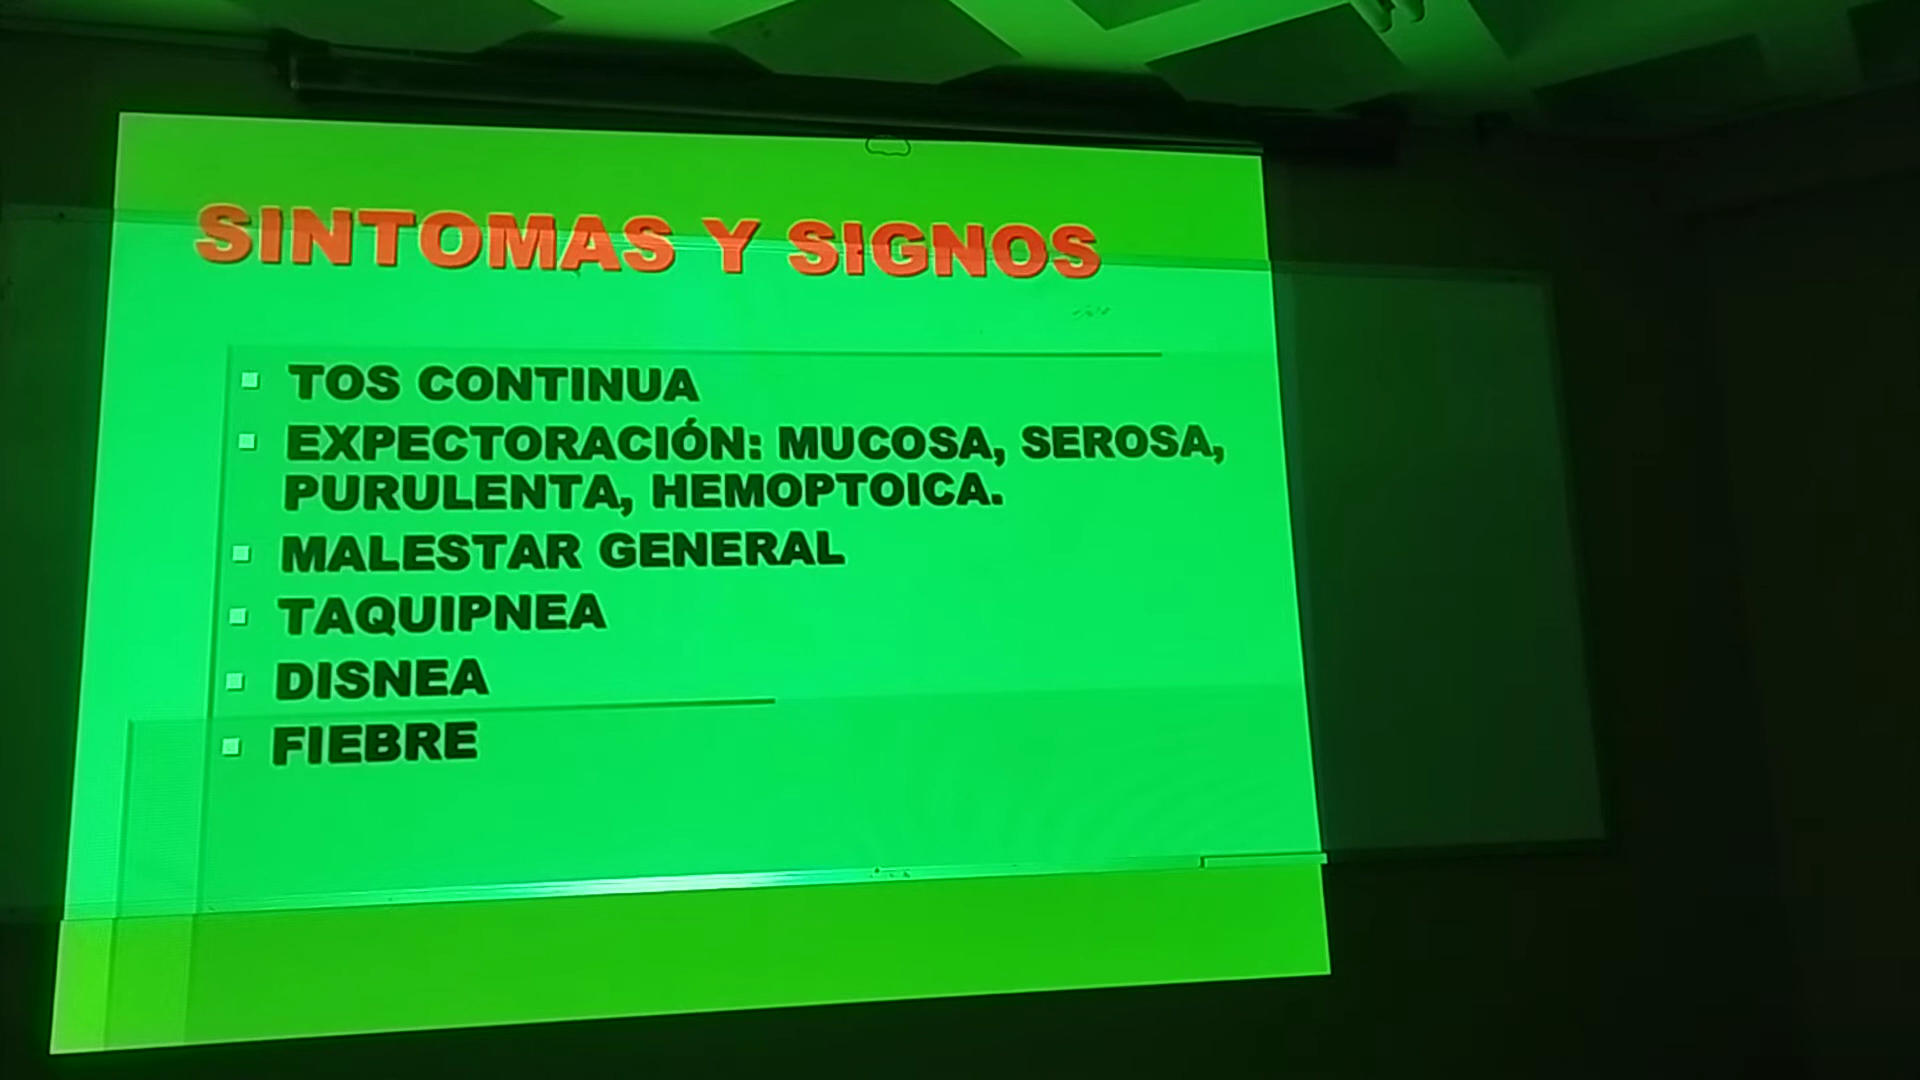 SINTOMAS Y SIGNOS
TOS CONTINUA
EXPECTORACIÓN: MUCOSA, SEROSA,
PURULENTA, HEMOPTOICA.
MALESTAR GENERAL
TAQUIPNEA
DISNEA
FIEBRE